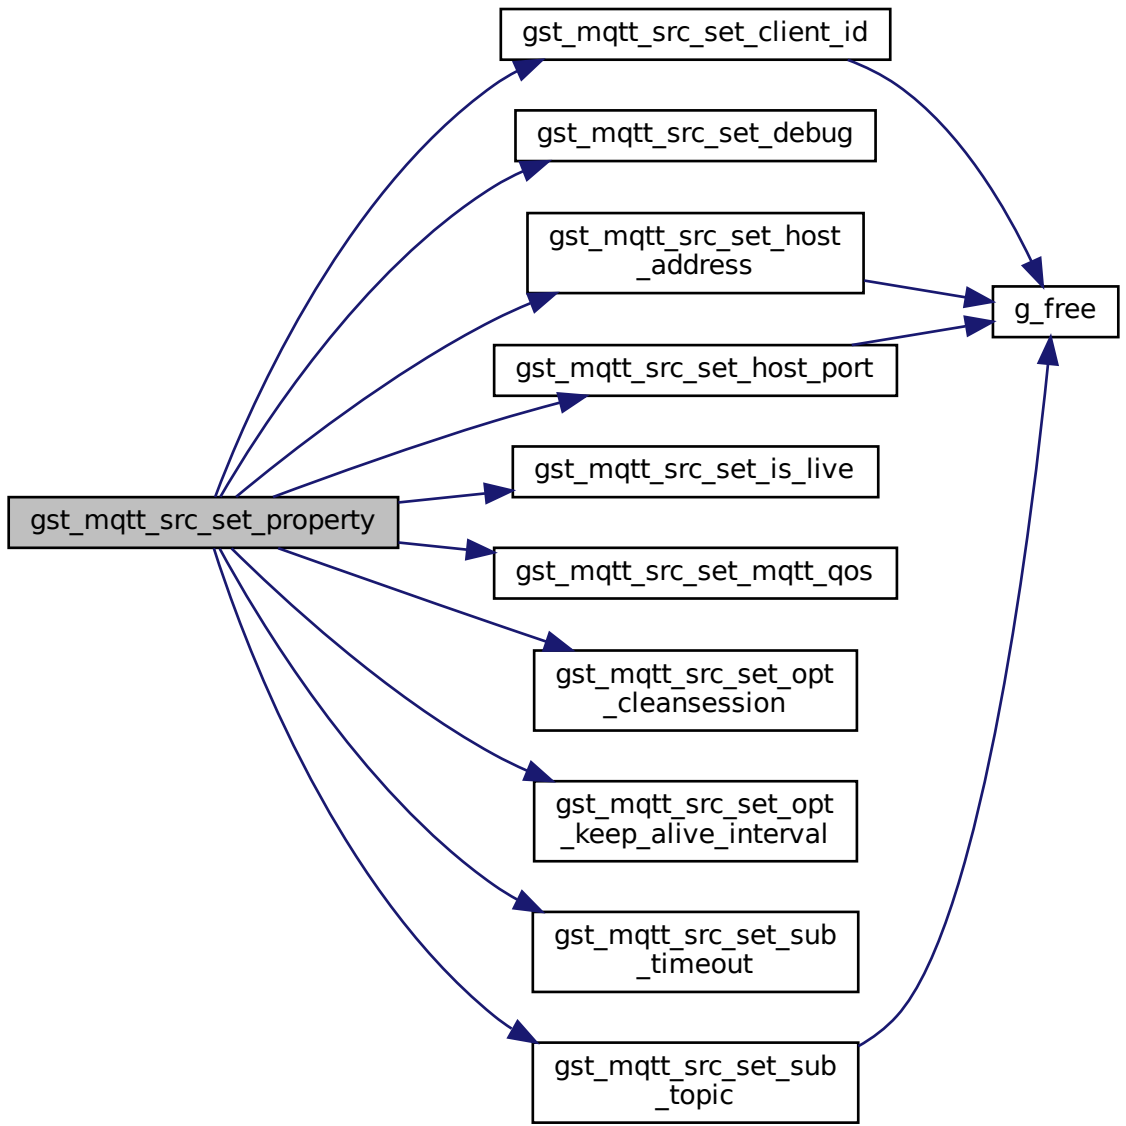 gst_mqtt_src_set_client_id
gst_mqtt_src_set_debug
gst_mqtt_src_set_host
_address
g_free
gst_mqtt_src_set_host_port
gst_mqtt_src_set_is_live
gst_mqtt_src_set_property
gst_mqtt_src_set_mqtt_qos
gst_mqtt_src_set_opt
_cleansession
gst_mqtt_src_set_opt
_keep_alive_interval
gst_mqtt_src_set_sub
_timeout
gst_mqtt_src_set_sub
_topic